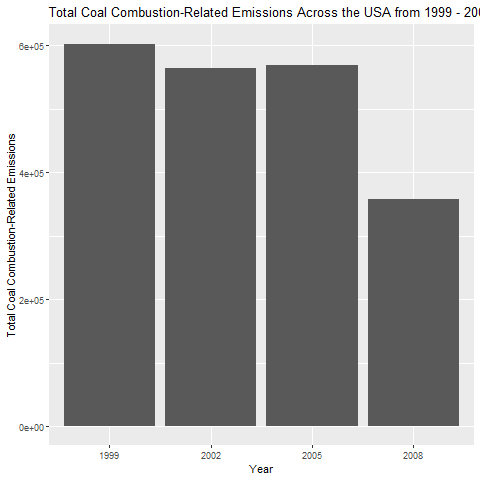 Total Coal Combustion-Related Emissions Across the USA from 1999 - 200
6e+05
4e+05
2e+05
0e+00
Total Coal Combustion-Related Emissions
1999 2002 2005 2008
Year